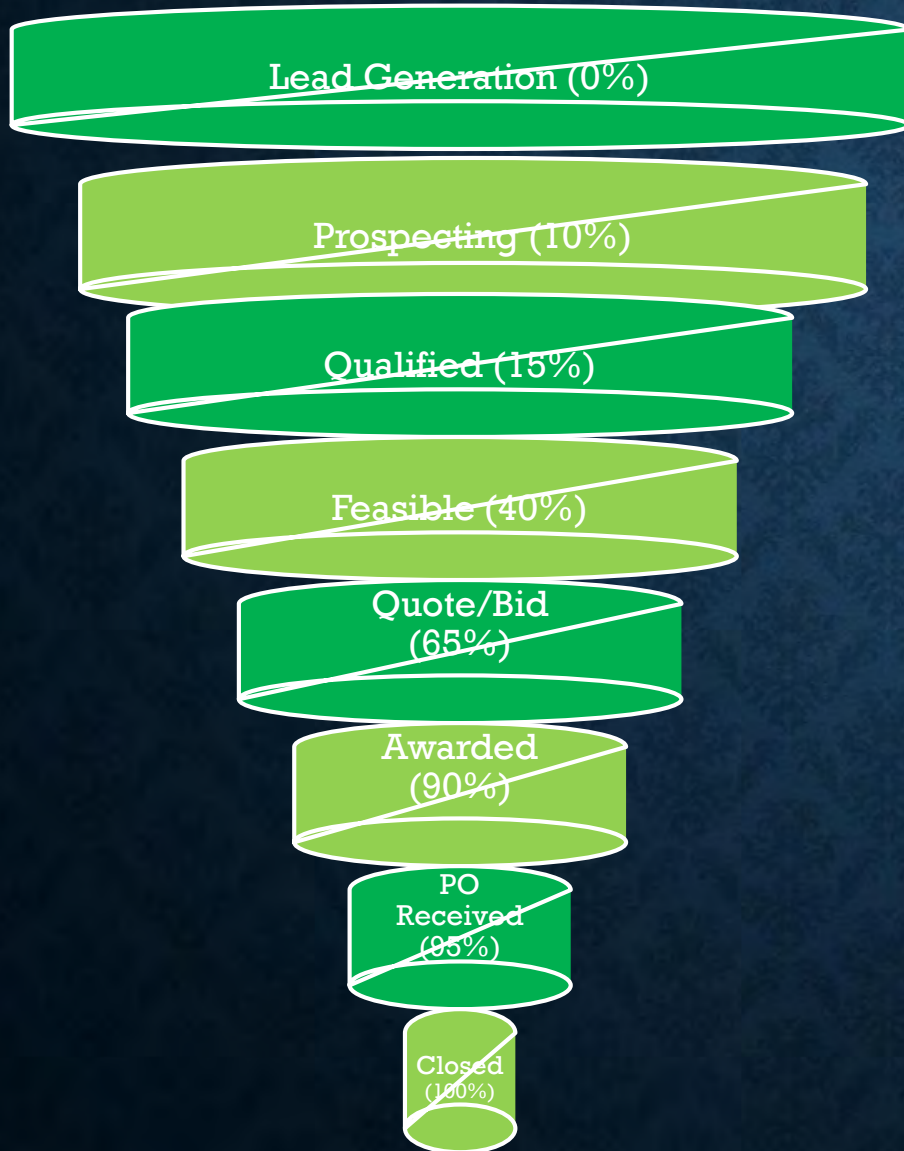 Lead Generation (0%)
Prospecting (10%)
Qualified (15%)
Feasible (40%)
Quote/Bid
(65%)
Awarded
(90%)
PO
Received
(95%)
Closed
(100%)